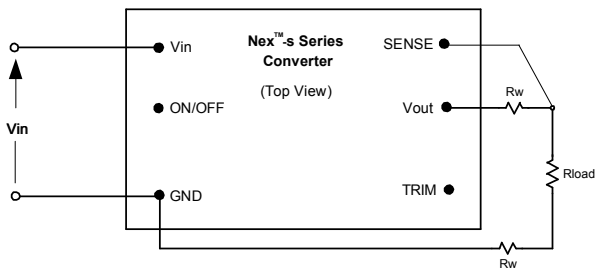 Nex™-s Series
Converter
(Top View)
Vin
ON/OFF
GND
SENSE
Vout
TRIM
Vin
Rw
Rload
Rw